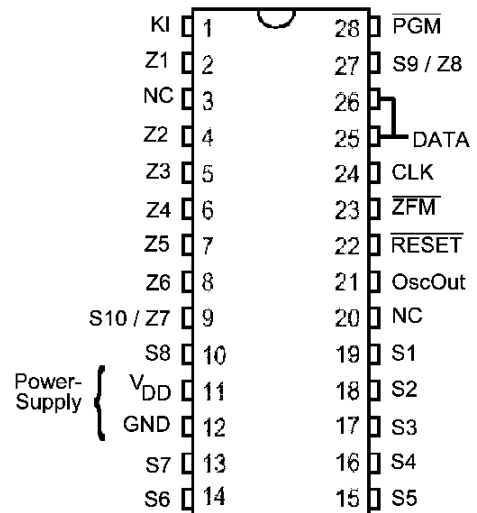 KI 1 28 PGM
Z1 2 27 S9 / Z8
NC 3 26
Z2 4 25 DATA
Z3 5 24 CLK
Z4 6 23 ZFM
Z5 7 22 RESET
Z6 8 21 OscOut
S10 / Z7 9 20 NC
S8 10 19 S1
Power-
Supply
VDD 11 18 S2
GND 12 17 S3
S7 13 16 S4
S6 14 15 S5